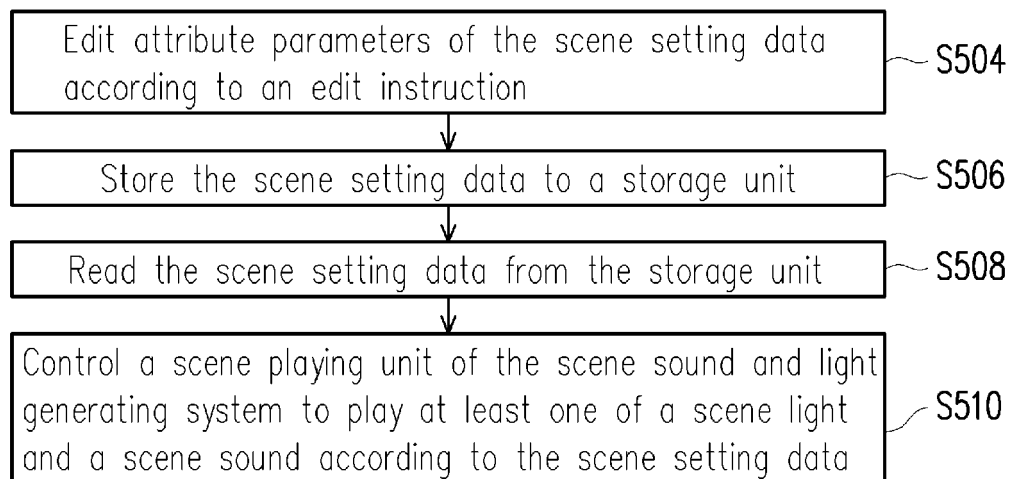 Edit attribute parameters of the scene setting data
according to an edit instruction
S504
Store the scene setting data to a storage unit
S506
Read the scene setting data from the storage unit
S508
Control a scene playing unit of the scene sound and light
generating system to play at least one of a scene light
and a scene sound according to the scene setting data
S510